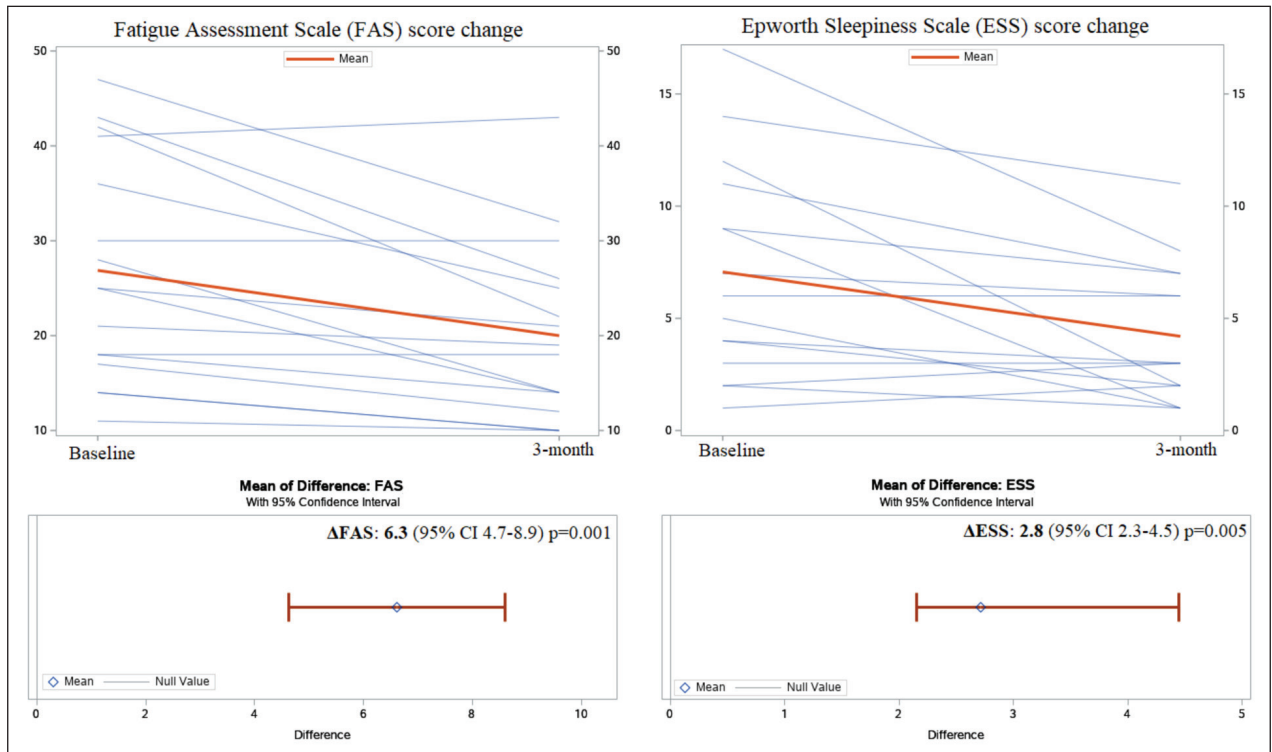 Fatigue Assessment Scale (FAS) score change
Mean
50
40
30
20
10
50
40
30
20
10
Baseline
3-month
Epworth Sleepiness Scale (ESS) score change
Mean
15
10
5
0
15
10
5
0
Baseline
3-month
Mean of Difference: FAS
With 95% Confidence Interval
ΔFAS: 6.3 (95% CI 4.7-8.9) p=0.001
Mean
Null Value
0 2 4 6 8 10
Difference
Mean of Difference: ESS
With 95% Confidence Interval
ΔESS: 2.8 (95% CI 2.3-4.5) p=0.005
Mean
Null Value
0 1 2 3 4 5
Difference